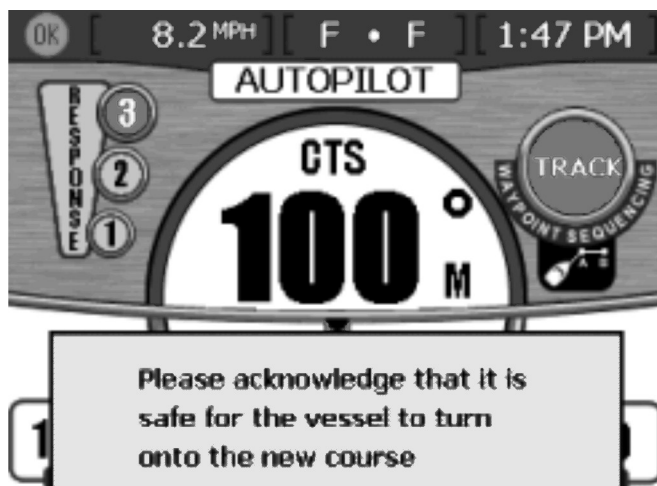 OK [ 8.2 MPH ] [ F • F ] [ 1:47 PM ]
AUTOPILOT
RESPONSE
3
2
1
CTS
100°
M
TRACK
WAYPOINT SEQUENCING
A B
Please acknowledge that it is
safe for the vessel to turn
onto the new course